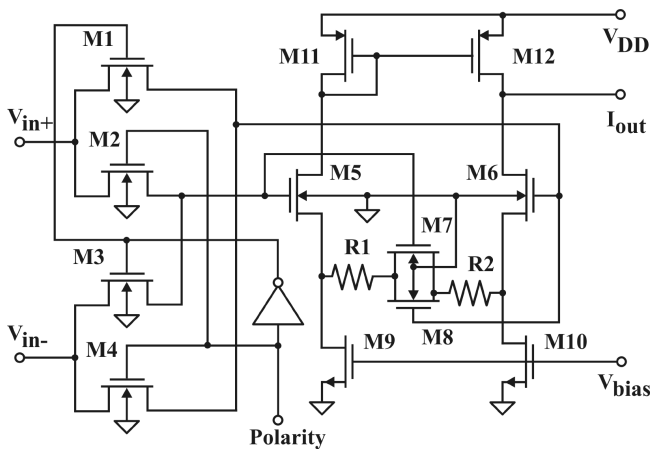 M1
M11
M12
V_DD
V_in+
I_out
M2
M5
M6
M7
M3
R1
R2
V_in-
M4
M8
M9
M10
V_bias
Polarity